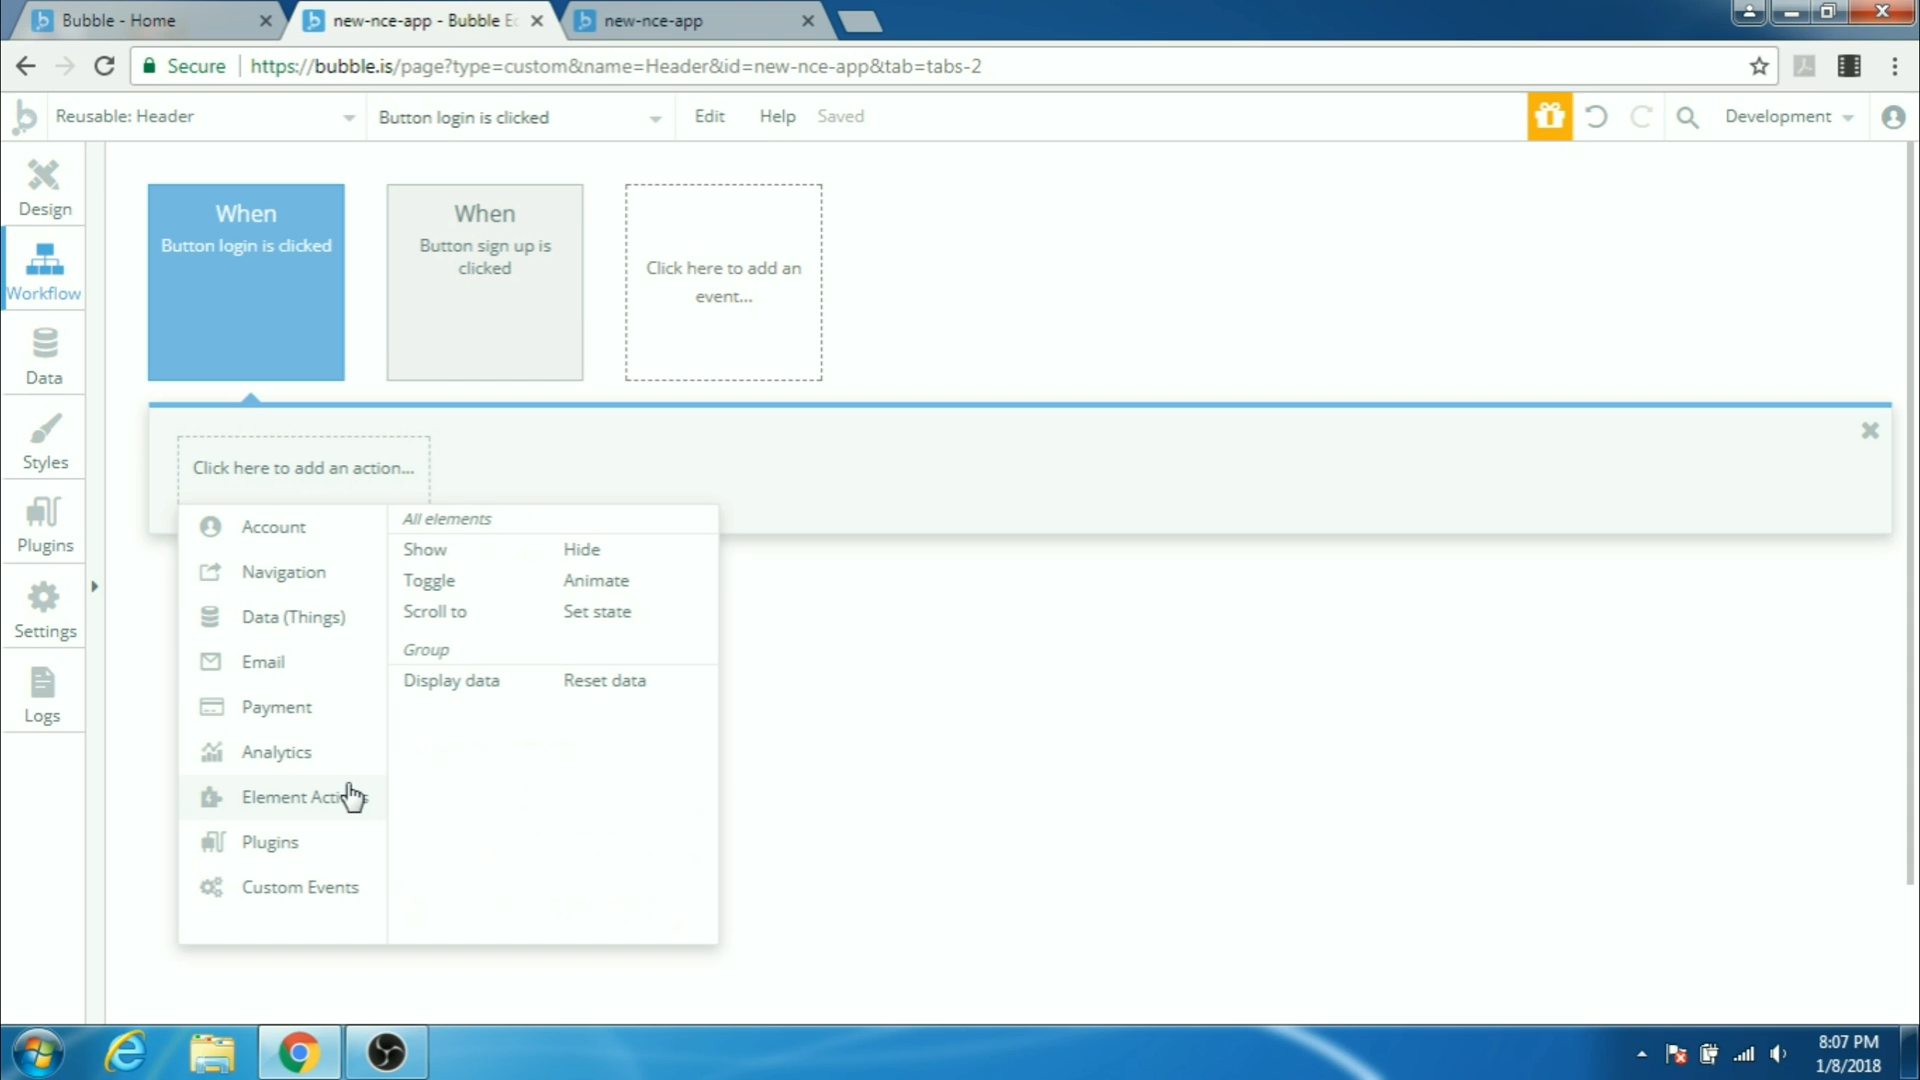 Bubble - Home
new-nce-app - Bubble Ec
new-nce-app
Secure
https://bubble.is/page?type=custom&name=Header&id=new-nce-app&tab=tabs-2
Reusable: Header
Button login is clicked
Edit
Help
Saved
Development
Design
Workflow
Data
Styles
Plugins
Settings
Logs
When
Button login is clicked
When
Button sign up is
clicked
Click here to add an
event...
Click here to add an action...
Account
Navigation
Data (Things)
Email
Payment
Analytics
Element Actions
Plugins
Custom Events
All elements
Show
Hide
Toggle
Animate
Scroll to
Set state
Group
Display data
Reset data
8:07 PM
1/8/2018